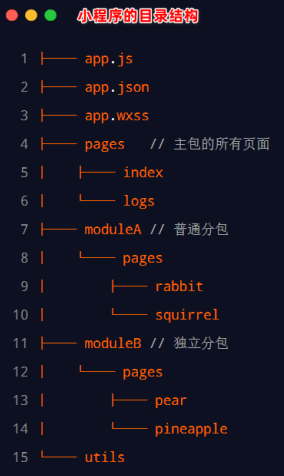 小程序的目录结构
1 ├── app.js
2 ├── app.json
3 ├── app.wxss
4 ├── pages // 主包的所有页面
5 │ ├── index
6 │ └── logs
7 ├── moduleA // 普通分包
8 │ └── pages
9 │ ├── rabbit
10 │ └── squirrel
11 ├── moduleB // 独立分包
12 │ └── pages
13 │ ├── pear
14 │ └── pineapple
15 └── utils